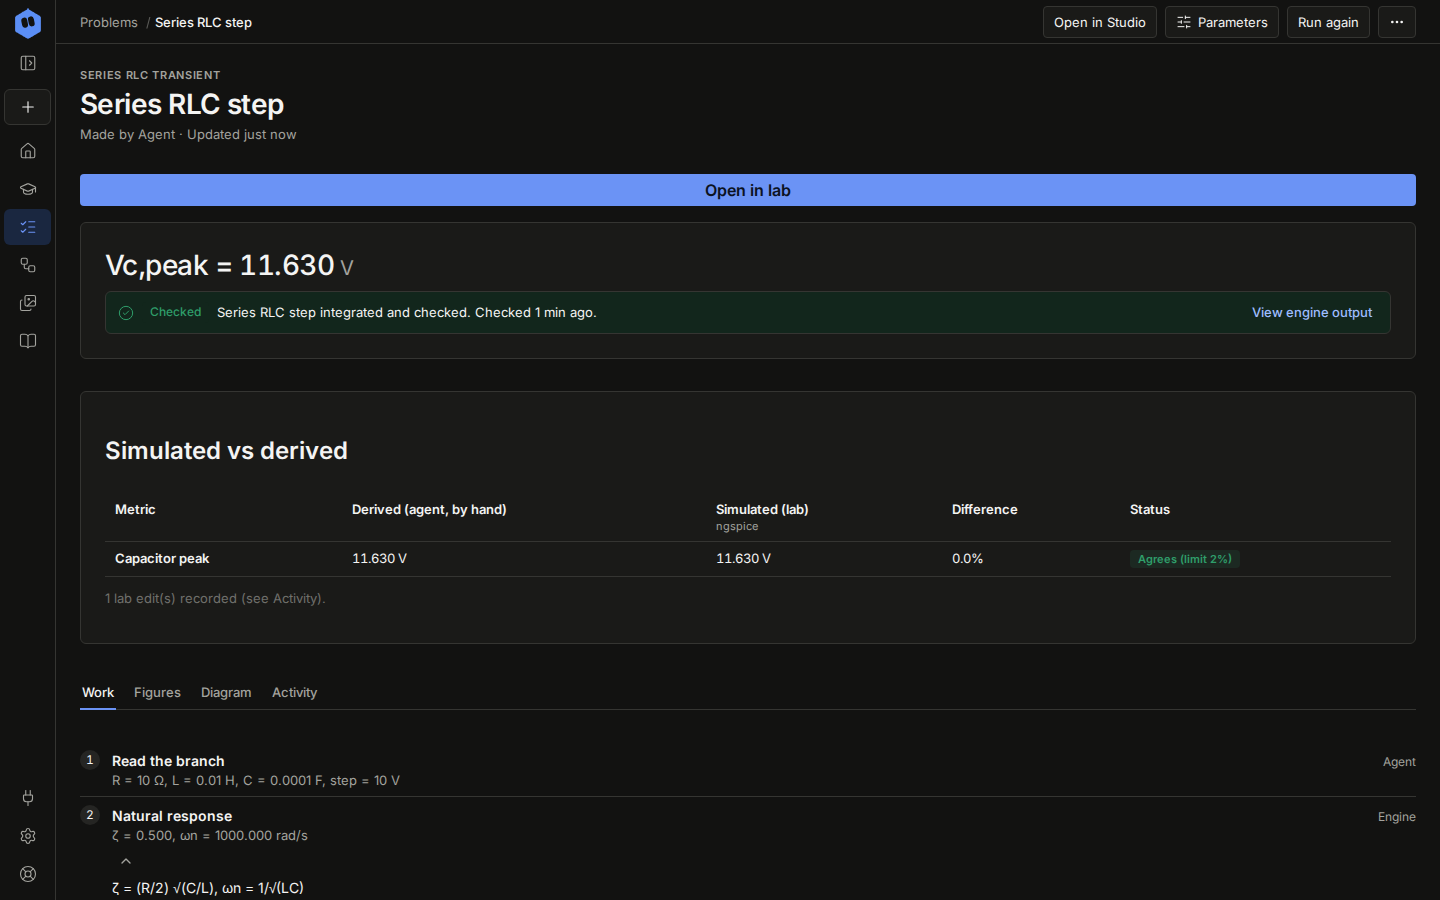 Problems / Series RLC step
Open in Studio
Parameters
Run again
SERIES RLC TRANSIENT
Series RLC step
Made by Agent · Updated just now
Open in lab
Vc,peak = 11.630 V
Checked Series RLC step integrated and checked. Checked 1 min ago. View engine output
Simulated vs derived
Metric Derived (agent, by hand) Simulated (lab) Difference Status
ngspice
Capacitor peak 11.630 V 11.630 V 0.0% Agrees (limit 2%)
1 lab edit(s) recorded (see Activity).
Work Figures Diagram Activity
1 Read the branch Agent
R = 10 Ω, L = 0.01 H, C = 0.0001 F, step = 10 V
2 Natural response Engine
ζ = 0.500, ωn = 1000.000 rad/s
ζ = (R/2) √(C/L), ωn = 1/√(LC)